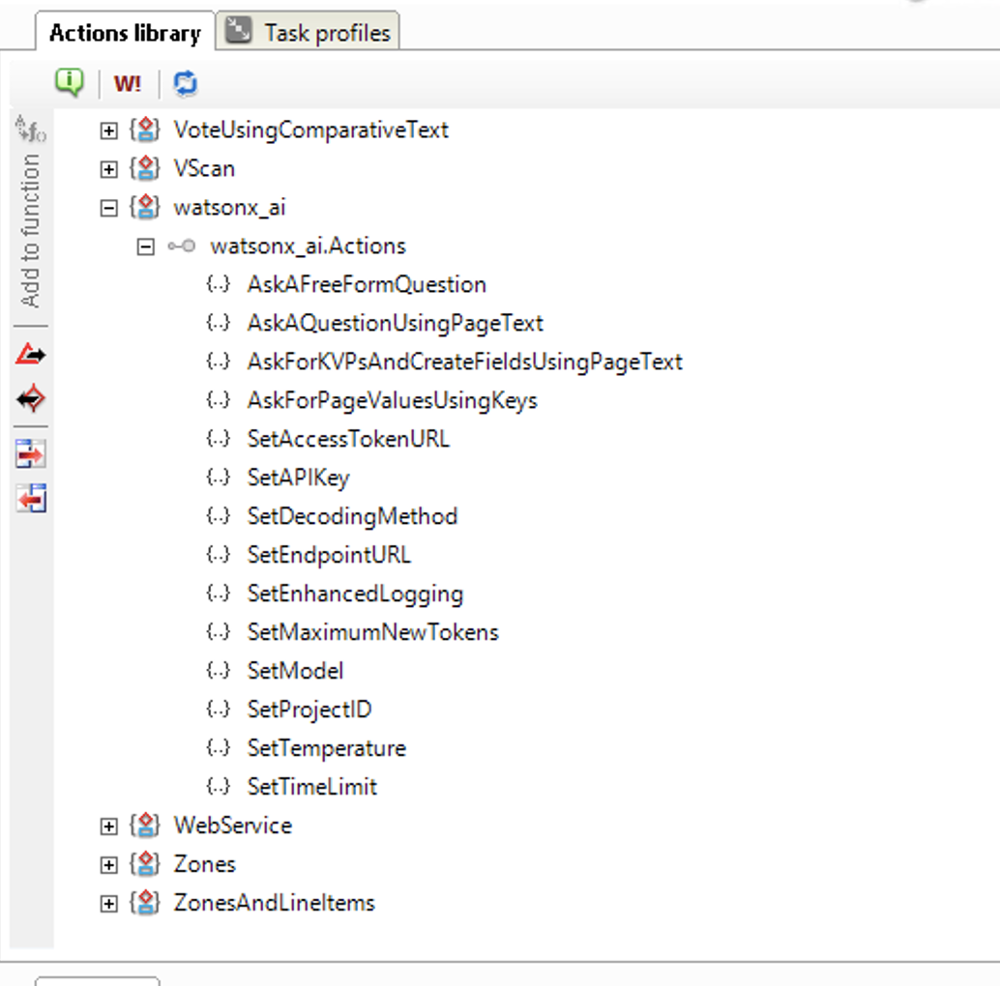 Actions library
Task profiles
W!
Add to function
VoteUsingComparativeText
VScan
watsonx_ai
watsonx_ai.Actions
{..} AskAFreeFormQuestion
{..} AskAQuestionUsingPageText
{..} AskForKVPsAndCreateFieldsUsingPageText
{..} AskForPageValuesUsingKeys
{..} SetAccessTokenURL
{..} SetAPIKey
{..} SetDecodingMethod
{..} SetEndpointURL
{..} SetEnhancedLogging
{..} SetMaximumNewTokens
{..} SetModel
{..} SetProjectID
{..} SetTemperature
{..} SetTimeLimit
WebService
Zones
ZonesAndLineItems